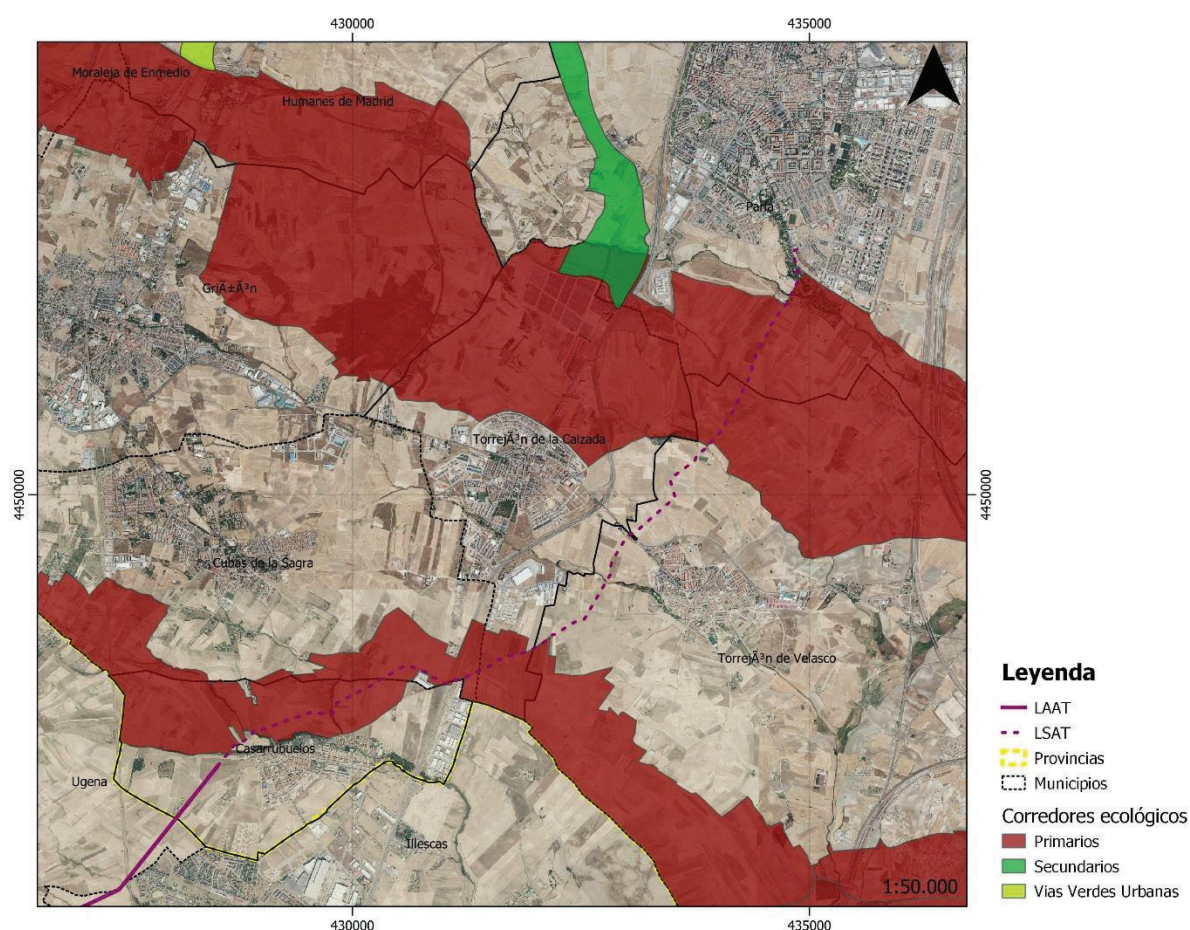 430000
435000
Moraleja de Enmedio
Humanes de Madrid
Parla
GriÃ±Ã³n
TorrejÃ³n de la Calzada
4450000
4450000
Cubas de la Sagra
TorrejÃ³n de Velasco
Casarrubuelos
Ugena
Illescas
1:50.000
430000
435000
Leyenda
LAAT
LSAT
Provincias
Municipios
Corredores ecológicos
Primarios
Secundarios
Vias Verdes Urbanas